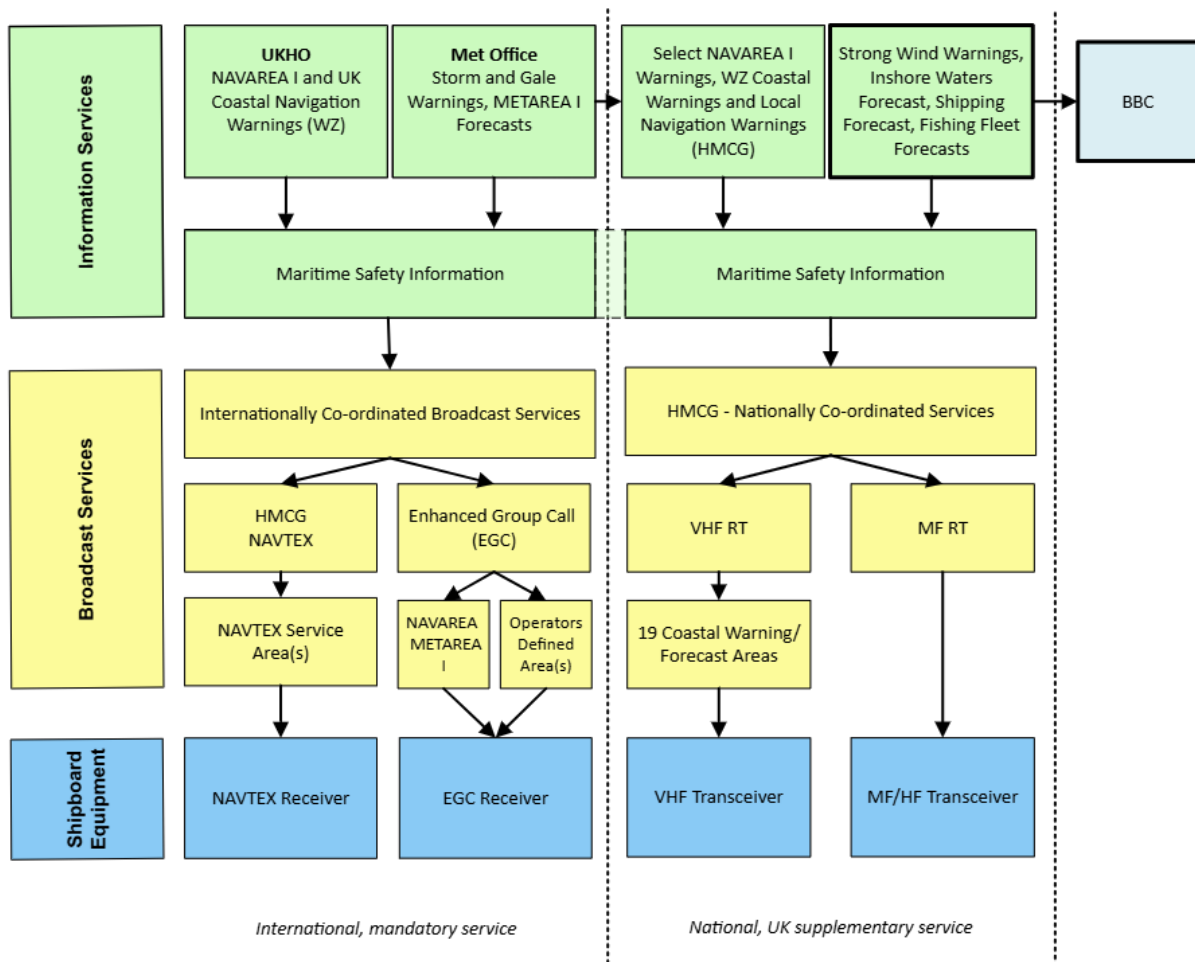 Information Services
UKHO
NAVAREA I and UK
Coastal Navigation
Warnings (WZ)
Met Office
Storm and Gale
Warnings, METAREA I
Forecasts
Select NAVAREA I
Warnings, WZ Coastal
Warnings and Local
Navigation Warnings
(HMCG)
Strong Wind Warnings,
Inshore Waters
Forecast, Shipping
Forecast, Fishing Fleet
Forecasts
BBC
Maritime Safety Information
Maritime Safety Information
Broadcast Services
Internationally Co-ordinated Broadcast Services
HMCG - Nationally Co-ordinated Services
HMCG
NAVTEX
Enhanced Group Call
(EGC)
VHF RT
MF RT
NAVTEX Service
Area(s)
NAVAREA
METAREA
I
Operators
Defined
Area(s)
19 Coastal Warning/
Forecast Areas
Shipboard
Equipment
NAVTEX Receiver
EGC Receiver
VHF Transceiver
MF/HF Transceiver
International, mandatory service
National, UK supplementary service